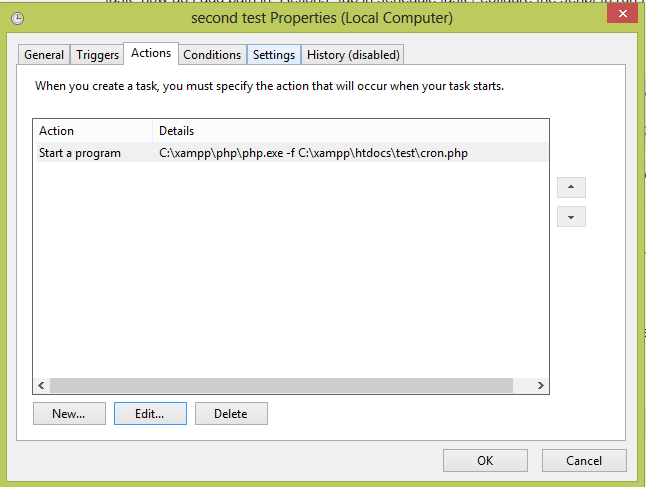 second test Properties (Local Computer)
General Triggers Actions Conditions Settings History (disabled)
When you create a task, you must specify the action that will occur when your task starts.
Action Details
Start a program C:\xampp\php\php.exe -f C:\xampp\htdocs\test\cron.php
New... Edit... Delete
OK Cancel